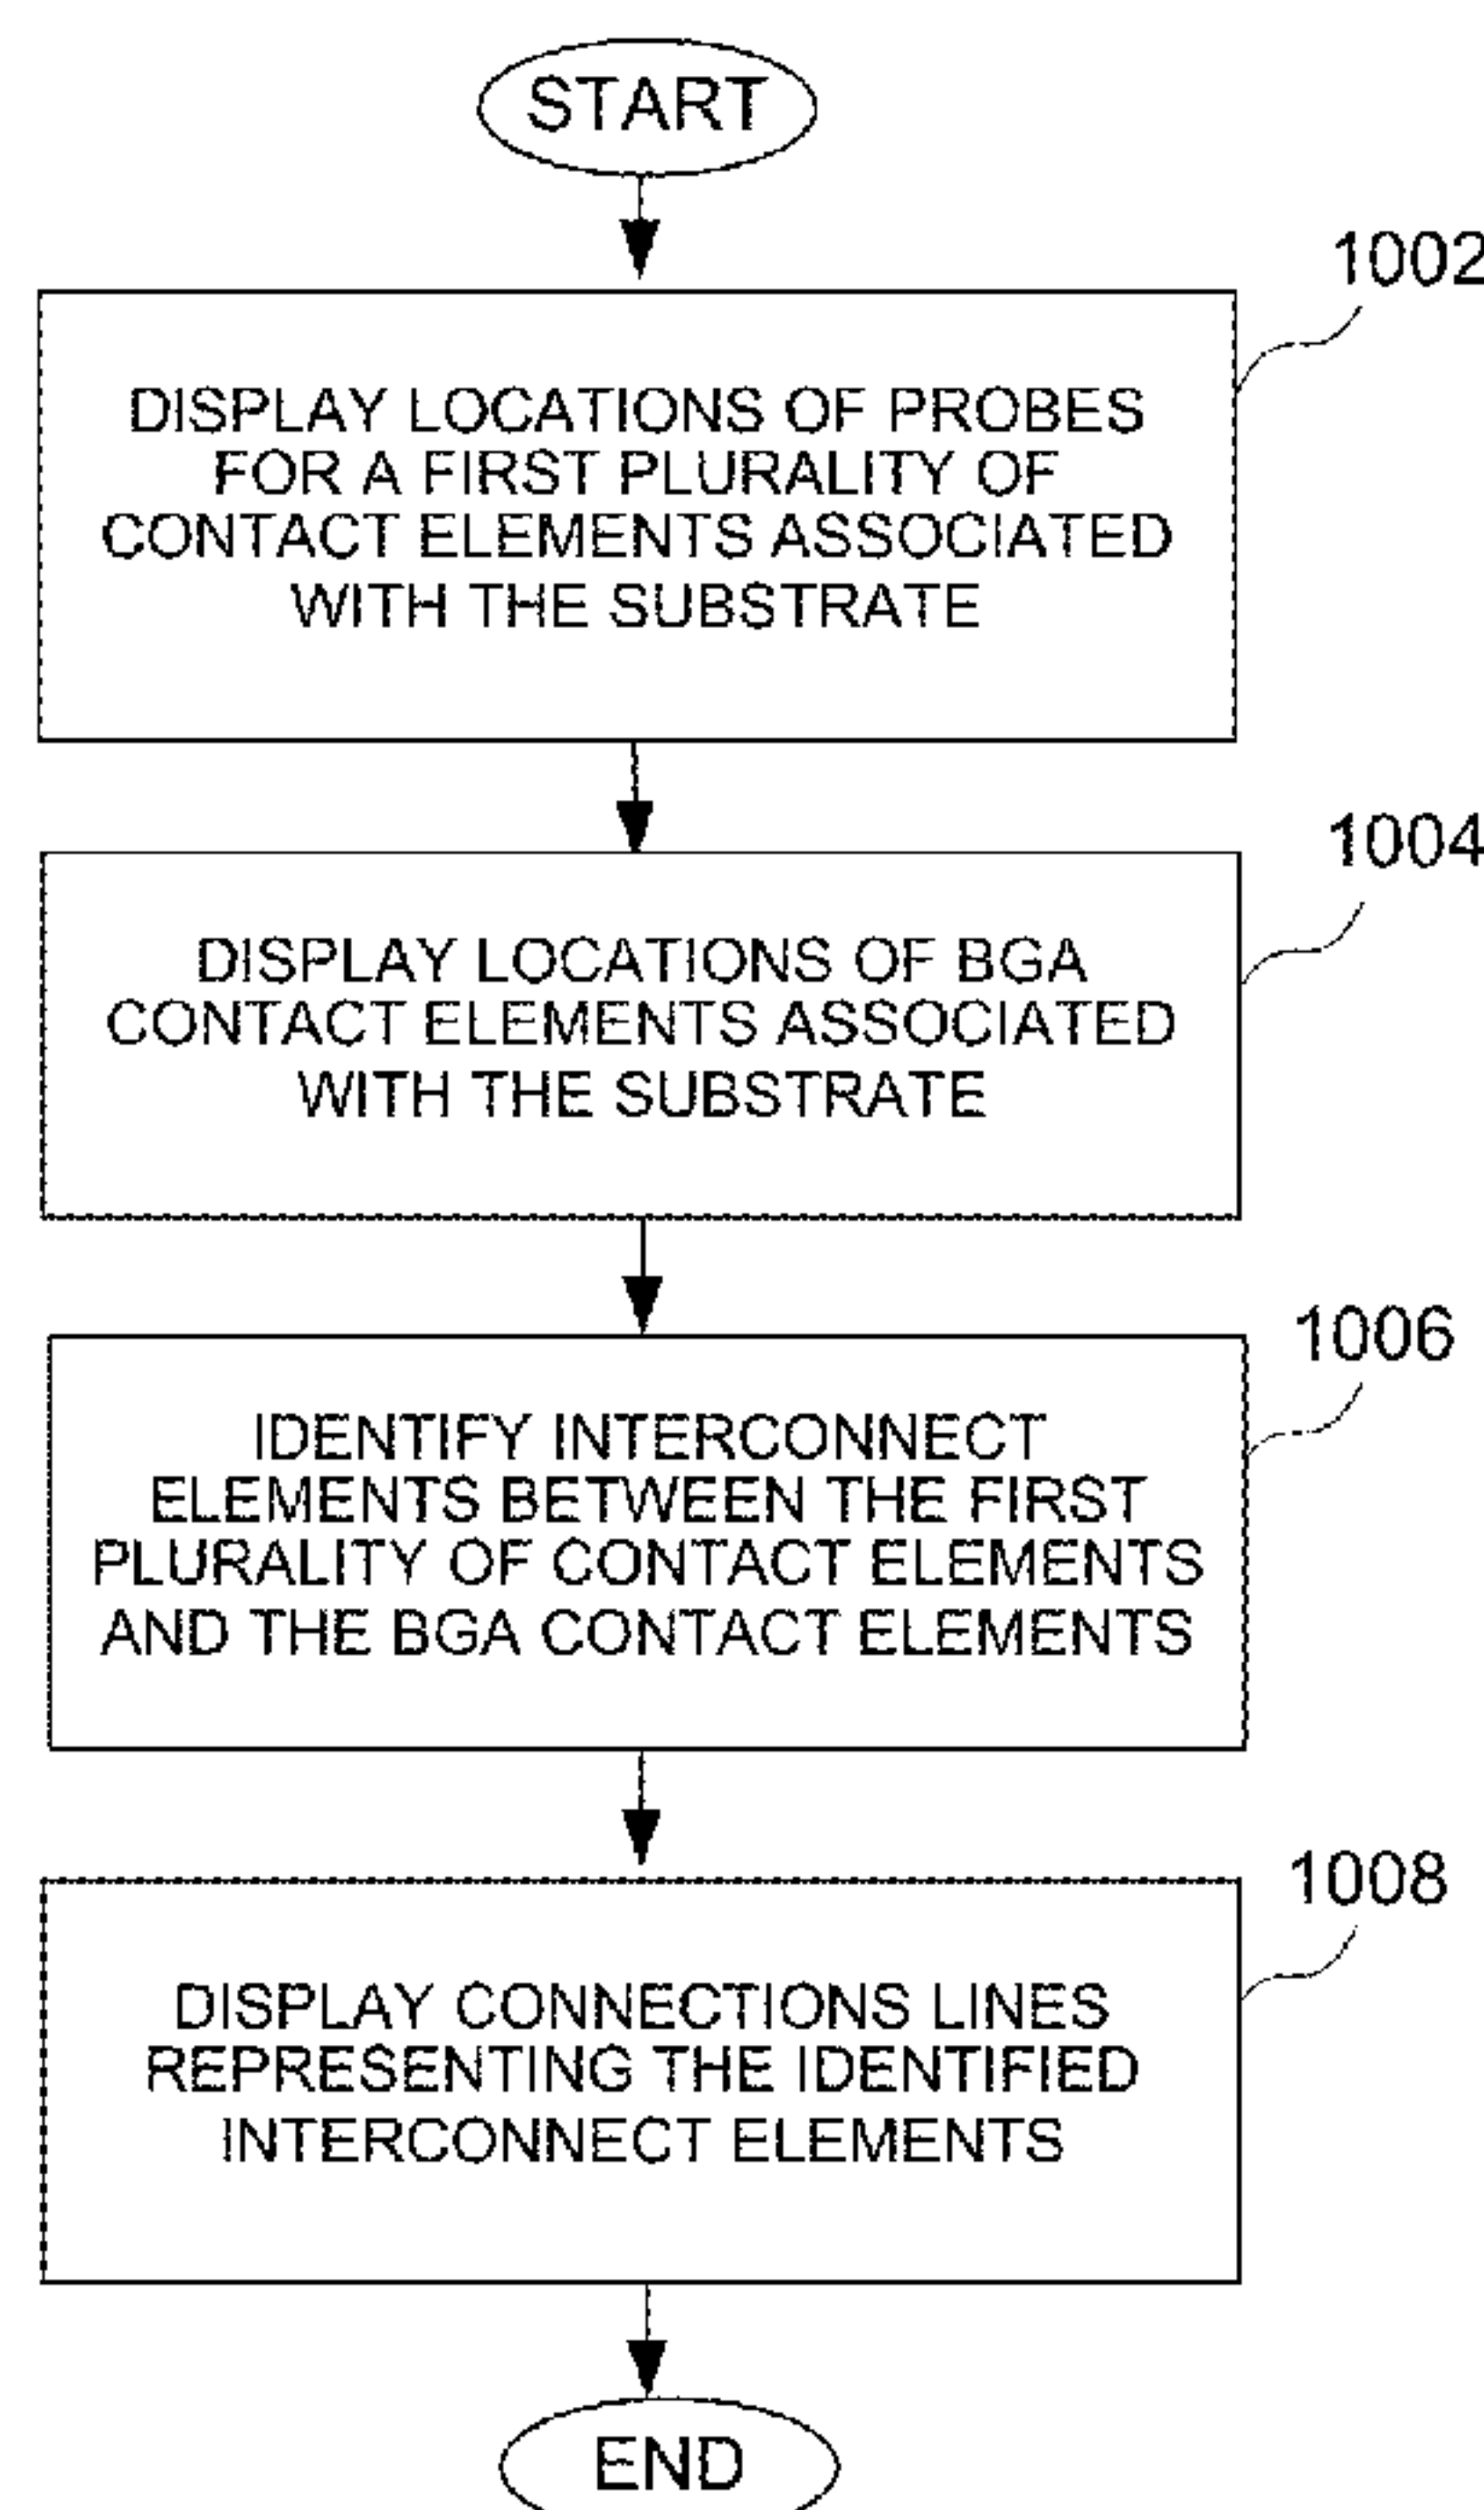 START
1002
DISPLAY LOCATIONS OF PROBES
FOR A FIRST PLURALITY OF
CONTACT ELEMENTS ASSOCIATED
WITH THE SUBSTRATE
1004
DISPLAY LOCATIONS OF BGA
CONTACT ELEMENTS ASSOCIATED
WITH THE SUBSTRATE
1006
IDENTIFY INTERCONNECT
ELEMENTS BETWEEN THE FIRST
PLURALITY OF CONTACT ELEMENTS
AND THE BGA CONTACT ELEMENTS
1008
DISPLAY CONNECTIONS LINES
REPRESENTING THE IDENTIFIED
INTERCONNECT ELEMENTS
END